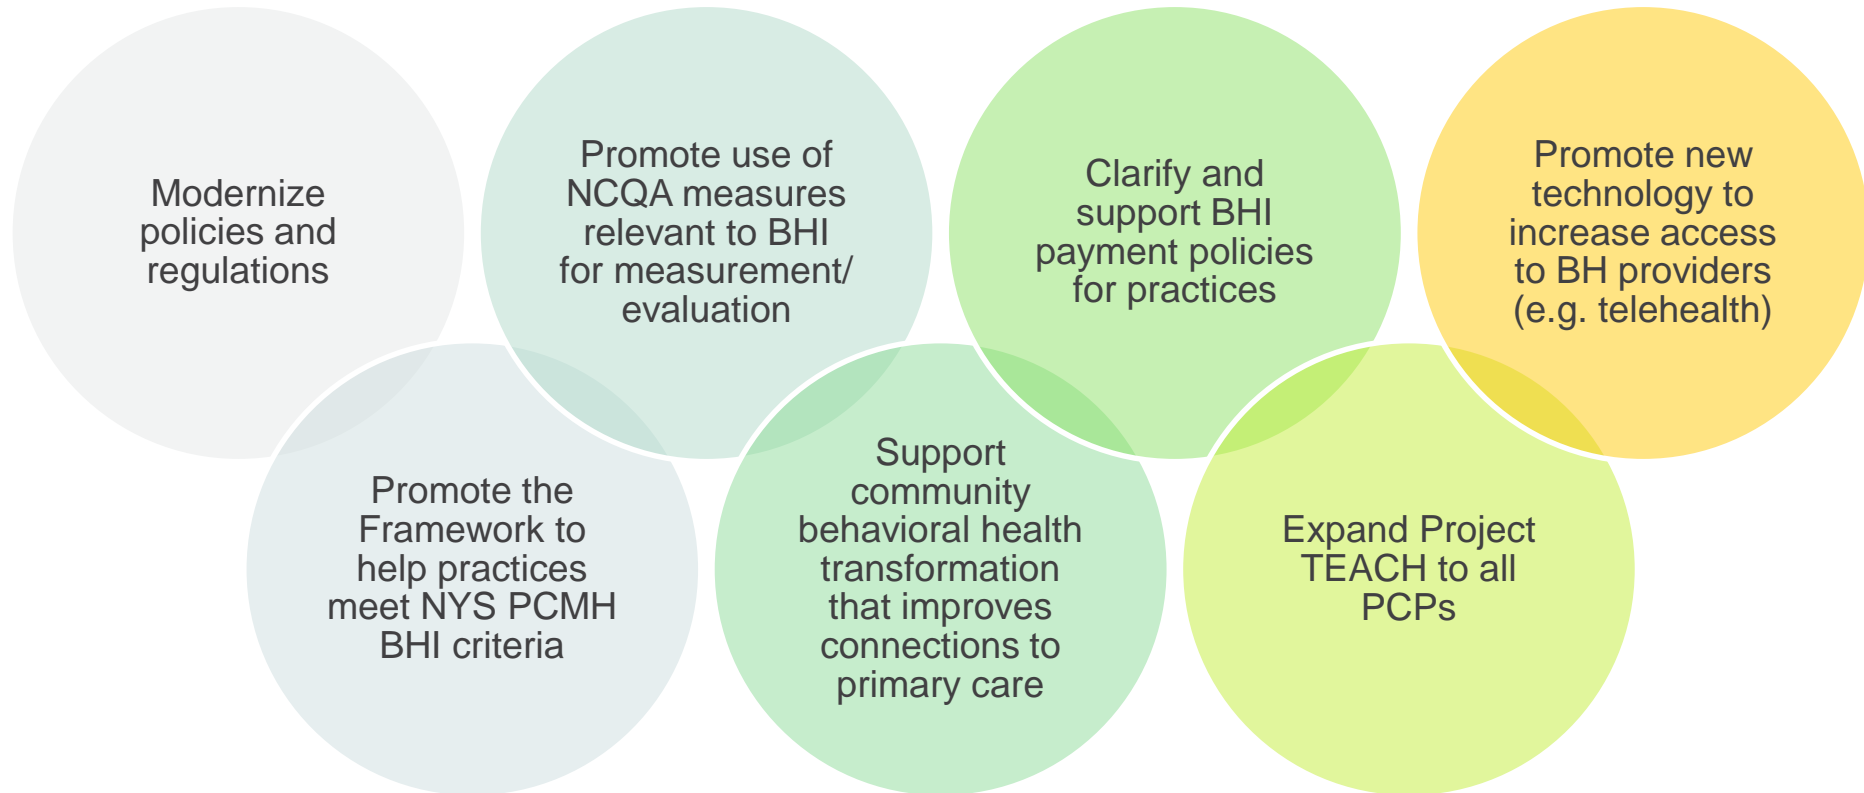 Modernize
policies and
regulations
Promote the
Framework to
help practices
meet NYS PCMH
BHI criteria
Promote use of
NCQA measures
relevant to BHI
for measurement/
evaluation
Support
community
behavioral health
transformation
that improves
connections to
primary care
Clarify and
support BHI
payment policies
for practices
Expand Project
TEACH to all
PCPs
Promote new
technology to
increase access
to BH providers
(e.g. telehealth)